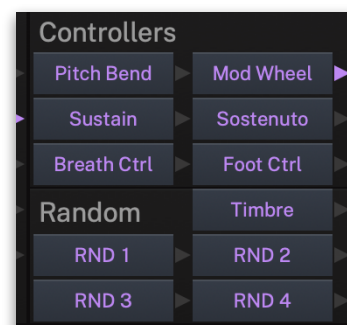 Controllers
Pitch Bend Mod Wheel
Sustain Sostenuto
Breath Ctrl Foot Ctrl
Random Timbre
RND 1 RND 2
RND 3 RND 4